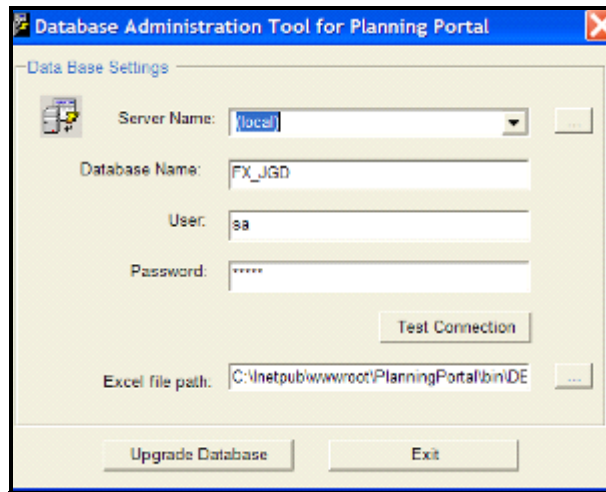 Database Administration Tool for Planning Portal
Data Base Settings
Server Name: (local) ...
Database Name: FX_JGD
User: sa
Password: *****
Test Connection
Excel file path: C:\Inetpub\wwwroot\PlanningPortal\bin\DE ...
Upgrade Database Exit